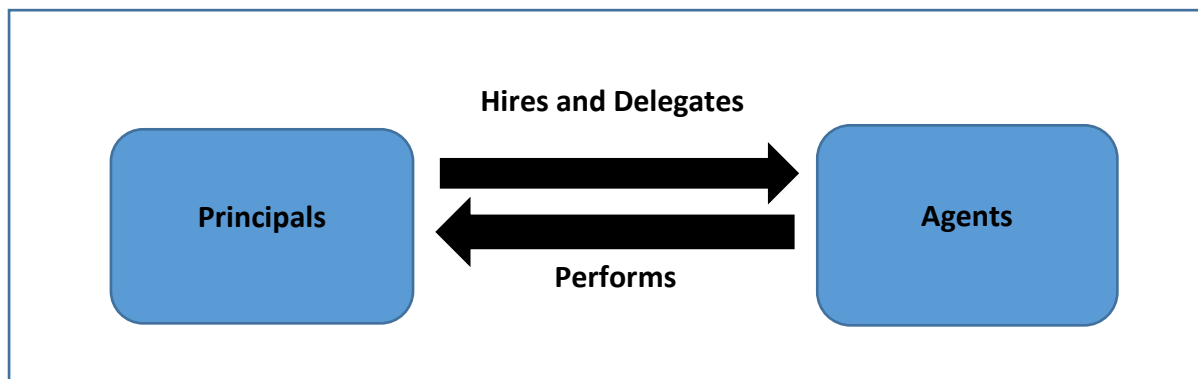 Hires and Delegates
Principals
Agents
Performs